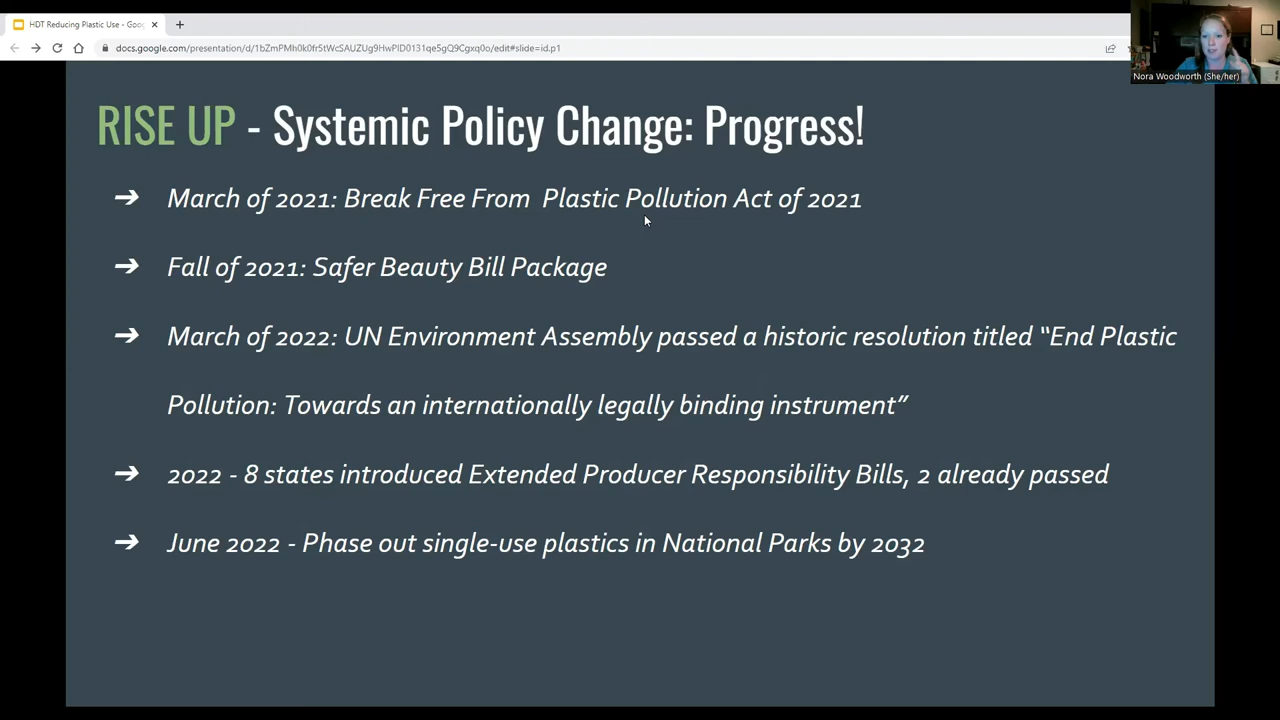 HDT Reducing Plastic Use - Goog
docs.google.com/presentation/d/1bZmPMh0k0fr5tWcSAUZUg9HwPlD0131qe5gQ9Cgxq0o/edit#slide=id.p1
Nora Woodworth (She/her)
RISE UP - Systemic Policy Change: Progress!
➔ March of 2021: Break Free From Plastic Pollution Act of 2021
➔ Fall of 2021: Safer Beauty Bill Package
➔ March of 2022: UN Environment Assembly passed a historic resolution titled “End Plastic
Pollution: Towards an internationally legally binding instrument”
➔ 2022 - 8 states introduced Extended Producer Responsibility Bills, 2 already passed
➔ June 2022 - Phase out single-use plastics in National Parks by 2032